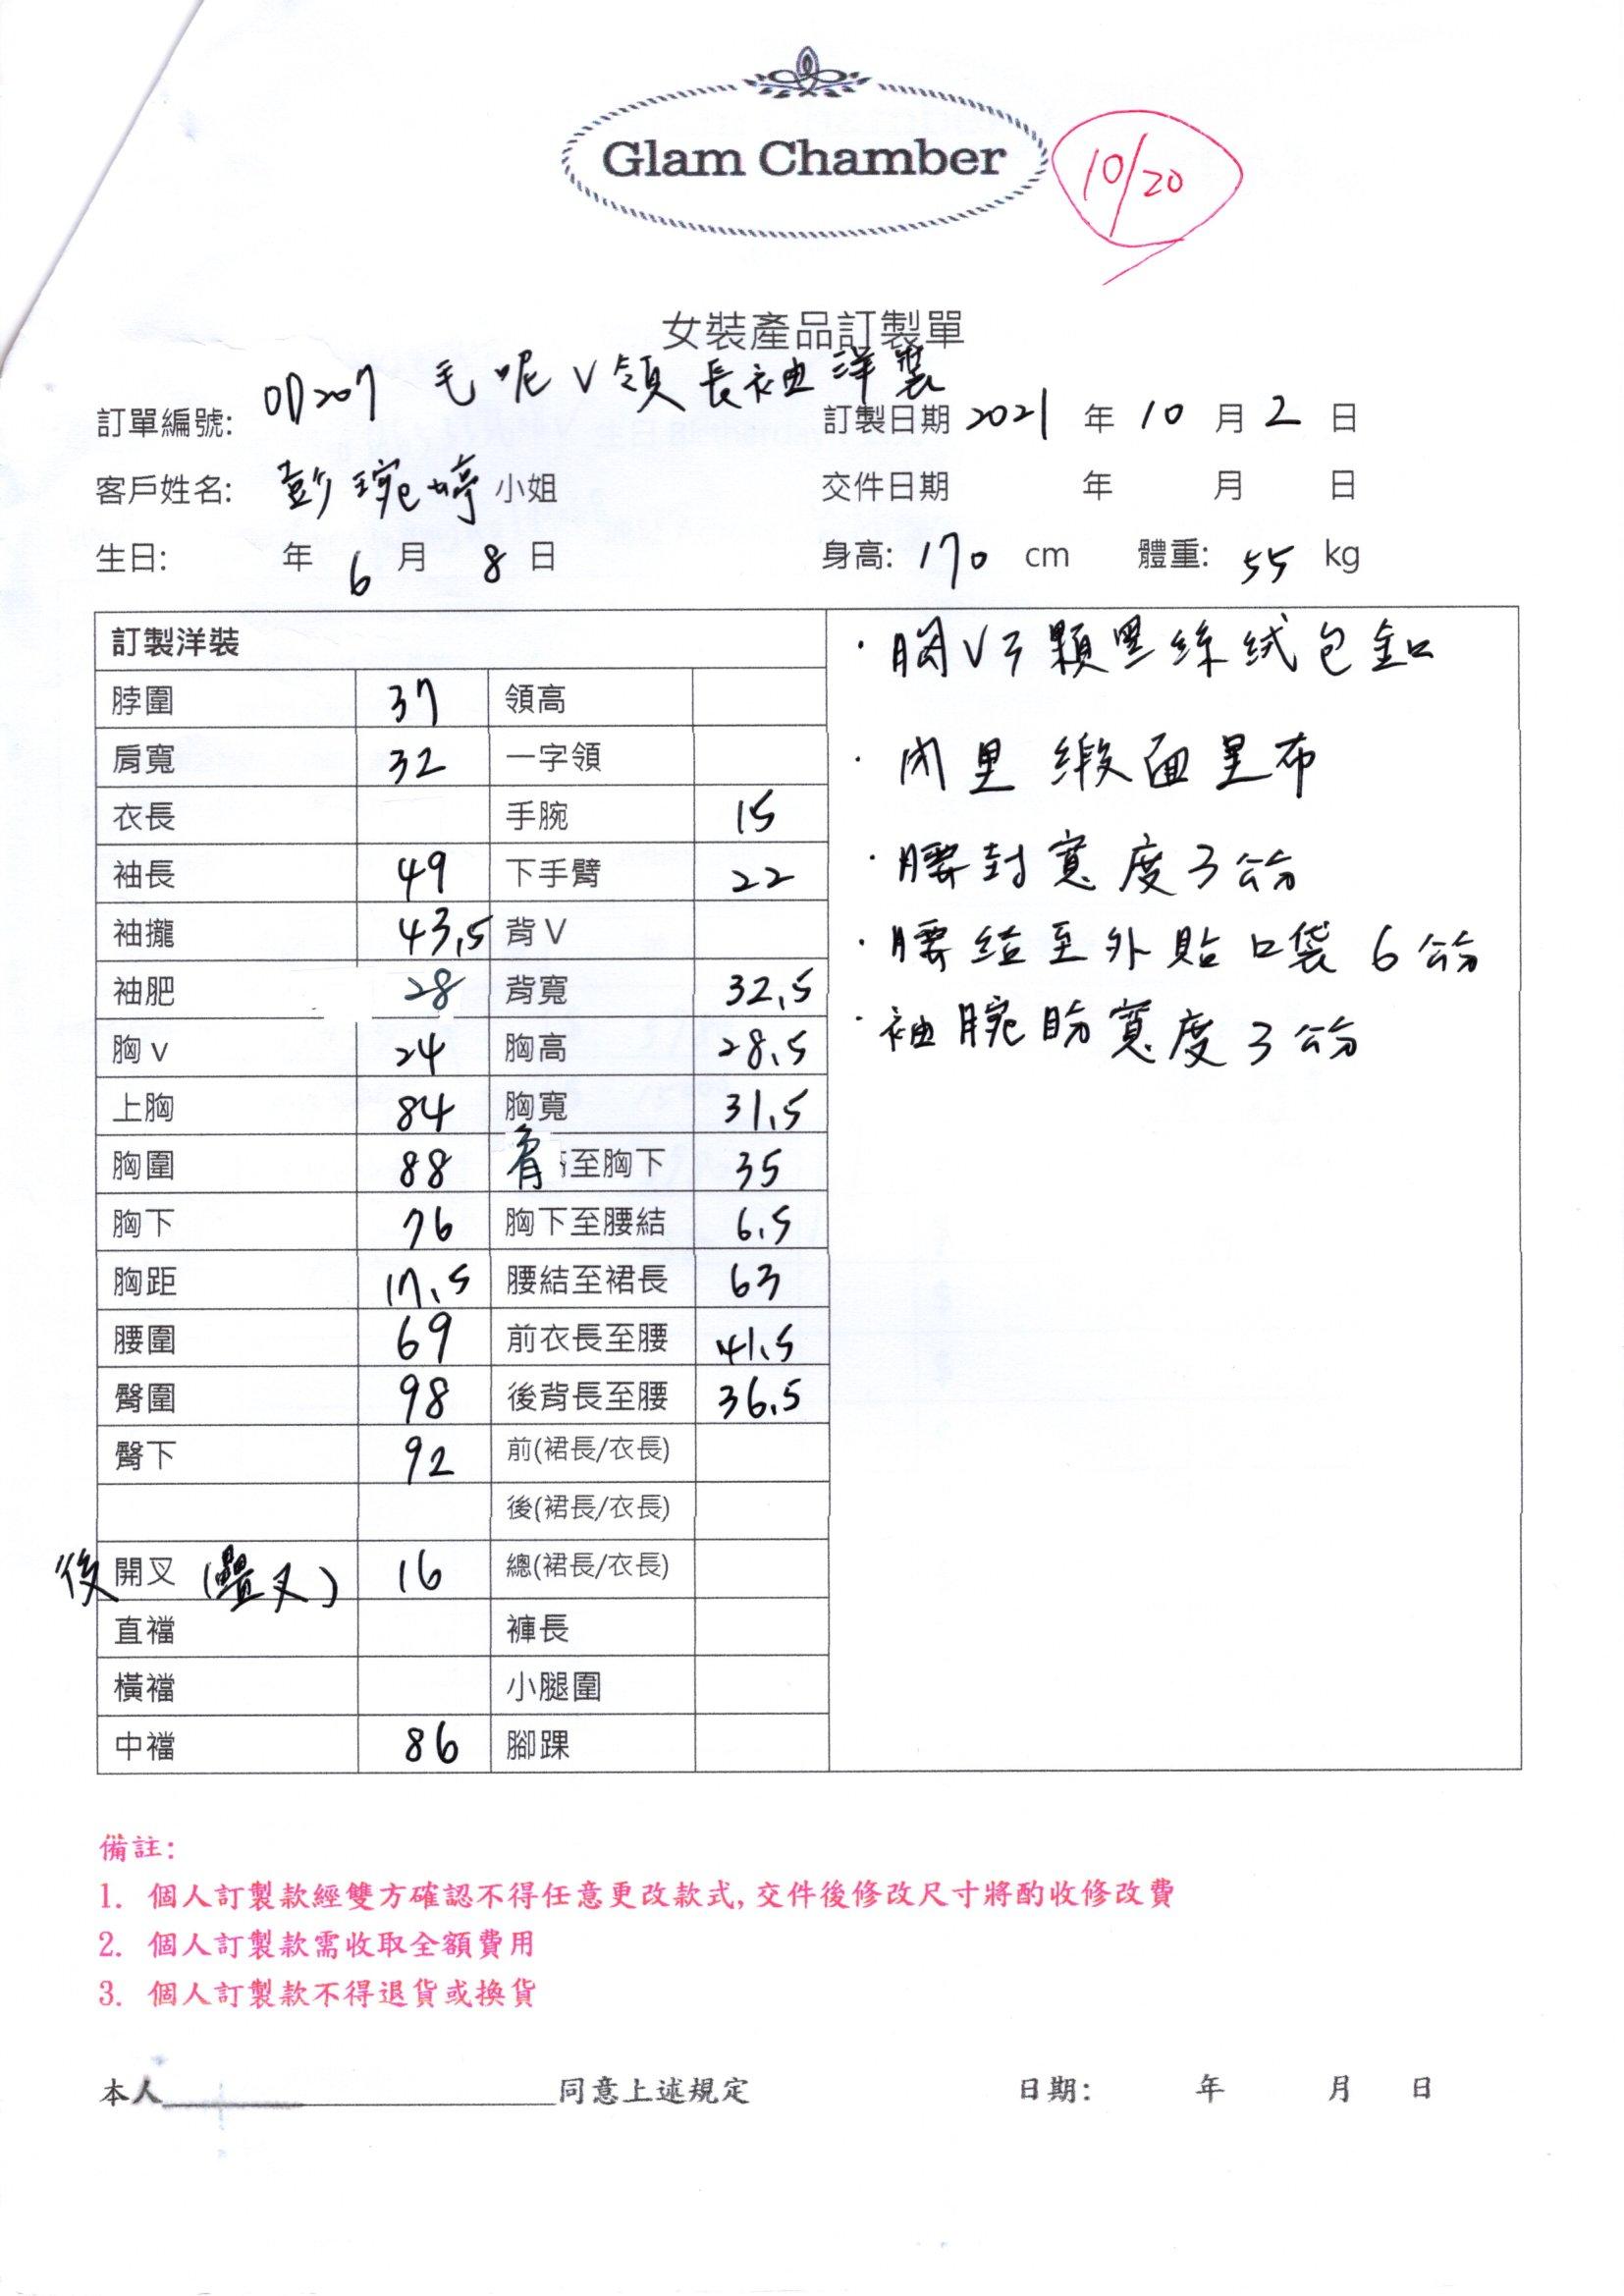 Glam Chamber
10/20
女裝產品訂製單
訂單編號: OD207 毛呢V領長袖洋裝 訂製日期 2021 年 10 月 2 日
客戶姓名: 彭琬婷 小姐 交件日期 年 月 日
生日: 年 6 月 8 日 身高: 170 cm 體重: 55 kg
訂製洋裝
脖圍 37 領高
肩寬 32 一字領
衣長 手腕 15
袖長 49 下手臂 22
袖攏 43.5 背V
袖肥 28 背寬 32.5
胸v 24 胸高 28.5
上胸 84 胸寬 31.5
胸圍 88 肩至胸下 35
胸下 76 胸下至腰結 6.5
胸距 17.5 腰結至裙長 63
腰圍 69 前衣長至腰 41.5
臀圍 98 後背長至腰 36.5
臀下 92 前(裙長/衣長)
後(裙長/衣長)
後開叉(疊叉) 16 總(裙長/衣長)
直襠 褲長
橫襠 小腿圍
中襠 86 腳踝
·胸V3顆黑絲絨包釦
·內里 緞面里布
·腰封寬度3公分
·腰結至外貼口袋6公分
·袖腕 寬度3公分
備註:
1. 個人訂製款經雙方確認不得任意更改款式,交件後修改尺寸將酌收修改費
2. 個人訂製款需收取全額費用
3. 個人訂製款不得退貨或換貨
本人 同意上述規定 日期: 年 月 日